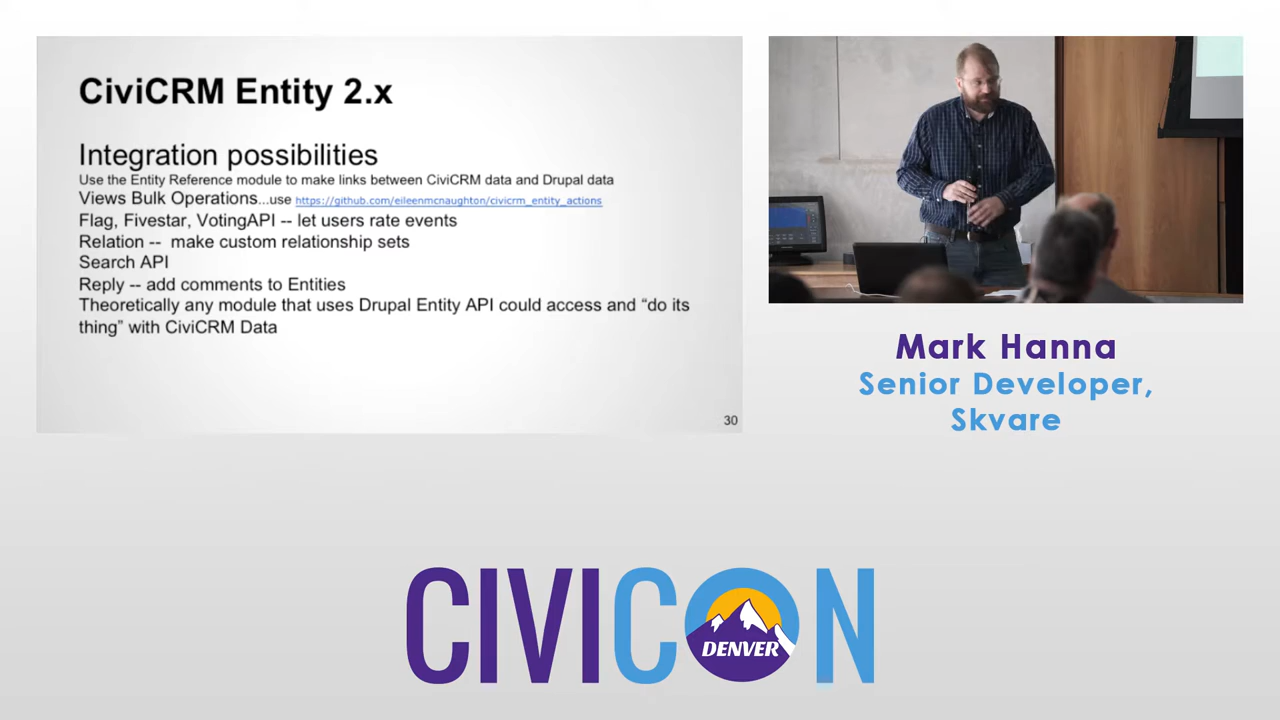 CiviCRM Entity 2.x
Integration possibilities
Use the Entity Reference module to make links between CiviCRM data and Drupal data
Views Bulk Operations...use https://github.com/eileenmcnaughton/civicrm_entity_actions
Flag, Fivestar, VotingAPI -- let users rate events
Relation -- make custom relationship sets
Search API
Reply -- add comments to Entities
Theoretically any module that uses Drupal Entity API could access and “do its
thing” with CiviCRM Data
30
Mark Hanna
Senior Developer,
Skvare
CIVICON
DENVER